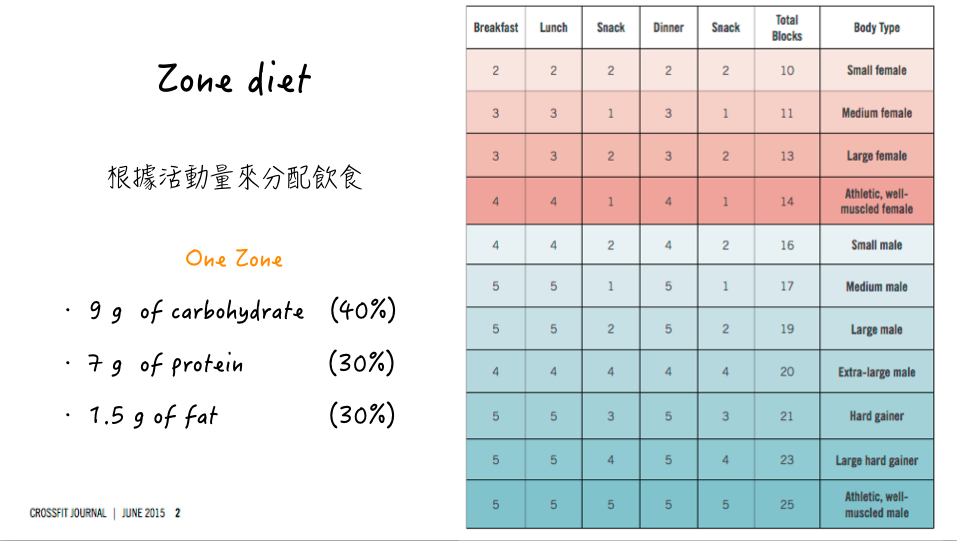 Zone diet
根據活動量來分配飲食
One Zone
· 9 g of carbohydrate (40%)
· 7 g of protein (30%)
· 1.5 g of fat (30%)
CROSSFIT JOURNAL | JUNE 2015 2
Breakfast Lunch Snack Dinner Snack Total Blocks Body Type
2 2 2 2 2 10 Small female
3 3 1 3 1 11 Medium female
3 3 2 3 2 13 Large female
4 4 1 4 1 14 Athletic, well-muscled female
4 4 2 4 2 16 Small male
5 5 1 5 1 17 Medium male
5 5 2 5 2 19 Large male
4 4 4 4 4 20 Extra-large male
5 5 3 5 3 21 Hard gainer
5 5 4 5 4 23 Large hard gainer
5 5 5 5 5 25 Athletic, well-muscled male